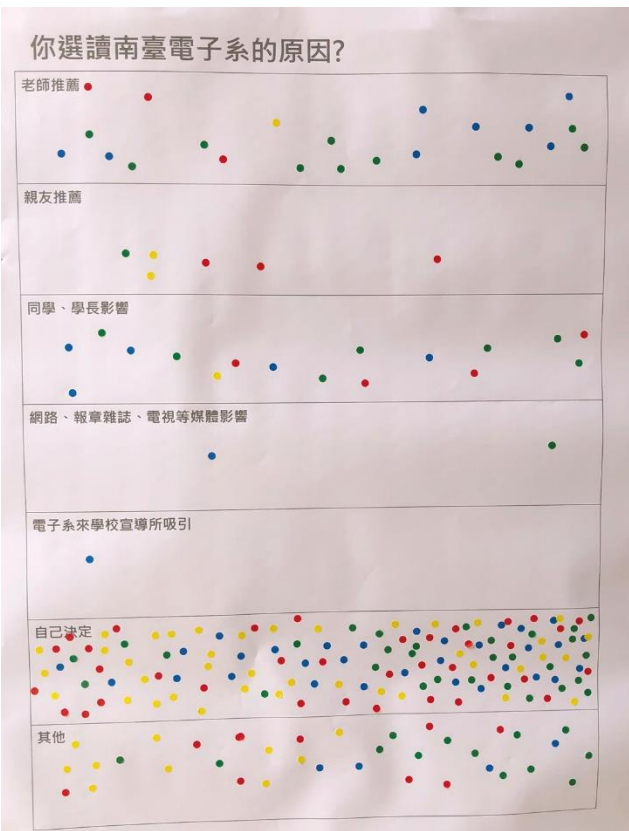 你選讀南臺電子系的原因?
老師推薦
親友推薦
同學、學長影響
網路、報章雜誌、電視等媒體影響
電子系來學校宣導所吸引
自己決定
其他